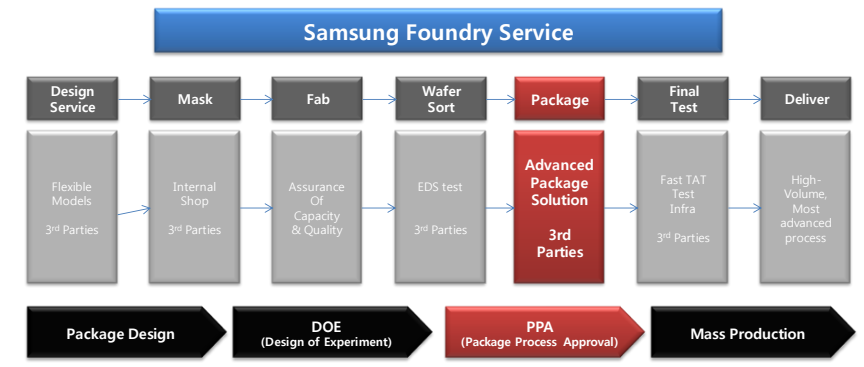 Samsung Foundry Service
Design
Service
Mask
Fab
Wafer
Sort
Package
Final
Test
Deliver
Flexible
Models
3rd Parties
Internal
Shop
3rd Parties
Assurance
Of
Capacity
& Quality
EDS test
3rd Parties
Advanced
Package
Solution
3rd
Parties
Fast TAT
Test
Infra
3rd Parties
High-
Volume,
Most
advanced
process
Package Design
DOE
(Design of Experiment)
PPA
(Package Process Approval)
Mass Production